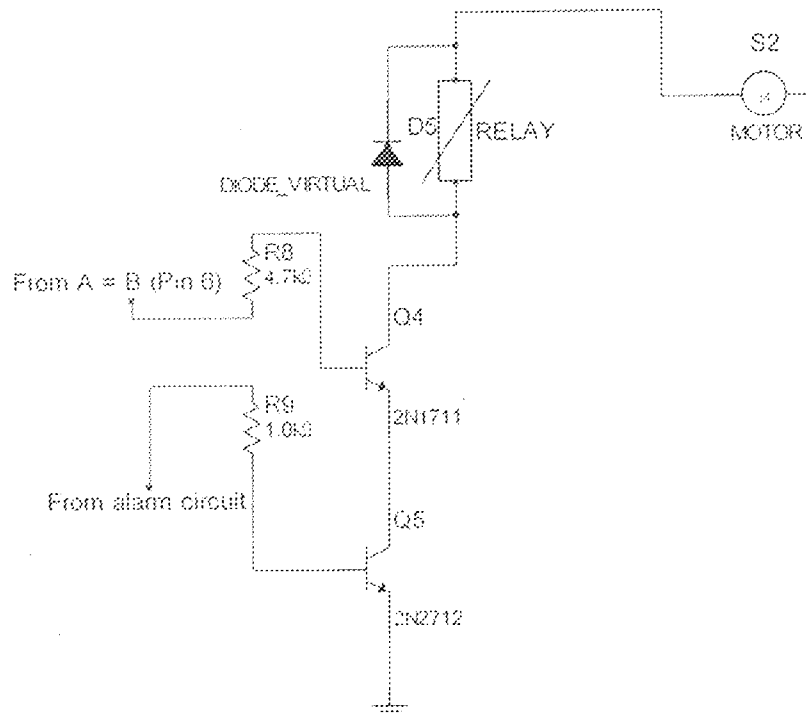 S2
MOTOR
D5
RELAY
DIODE_VIRTUAL
R8
4.7kΩ
From A = B (Pin 6)
Q4
2N1711
R9
1.0kΩ
From alarm circuit
Q5
2N2712